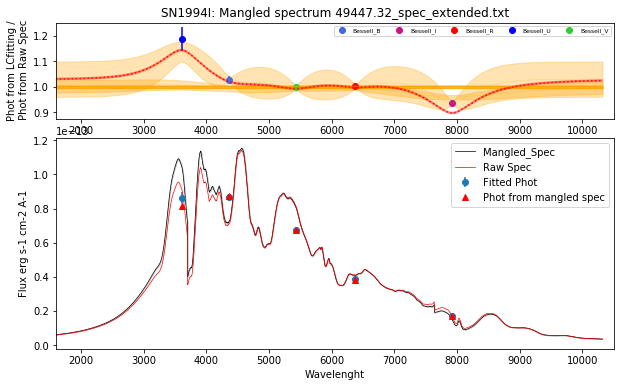 SN1994I: Mangled spectrum 49447.32_spec_extended.txt
Phot from LCfitting /
Phot from Raw Spec
1.2
1.1
1.0
0.9
Bessell_B
Bessell_I
Bessell_R
Bessell_U
Bessell_V
2000 3000 4000 5000 6000 7000 8000 9000 10000
Flux erg s-1 cm-2 A-1
1.2
1.0
0.8
0.6
0.4
0.2
0.0
Mangled_Spec
Raw Spec
Fitted Phot
Phot from mangled spec
2000 3000 4000 5000 6000 7000 8000 9000 10000
Wavelenght